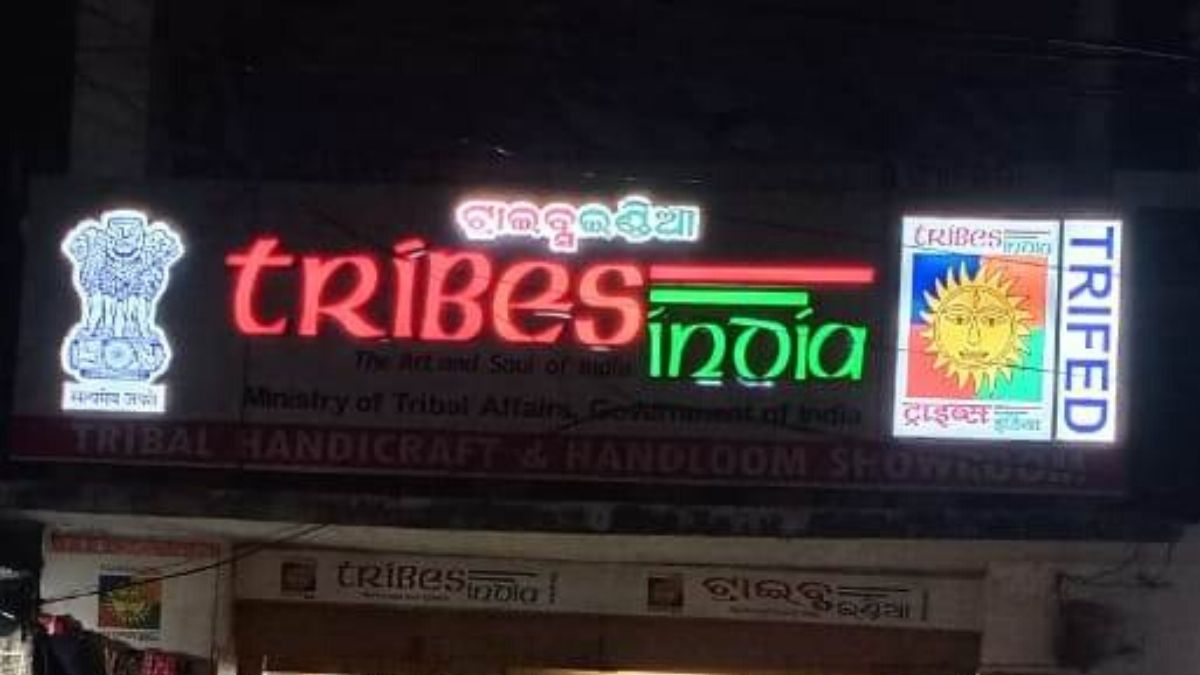 ଟ୍ରାଇବ୍ସ ଇଣ୍ଡିଆ
TRIBES
INDIA
The Art and Soul of India
Ministry of Tribal Affairs, Government of India
TRIBAL HANDICRAFT & HANDLOOM SHOWROOM
सत्यमेव जयते
TRIBES INDIA
ट्राइब्स इंडिया
TRIFED
TRIBES INDIA
ଟ୍ରାଇବ୍ସ ଇଣ୍ଡିଆ